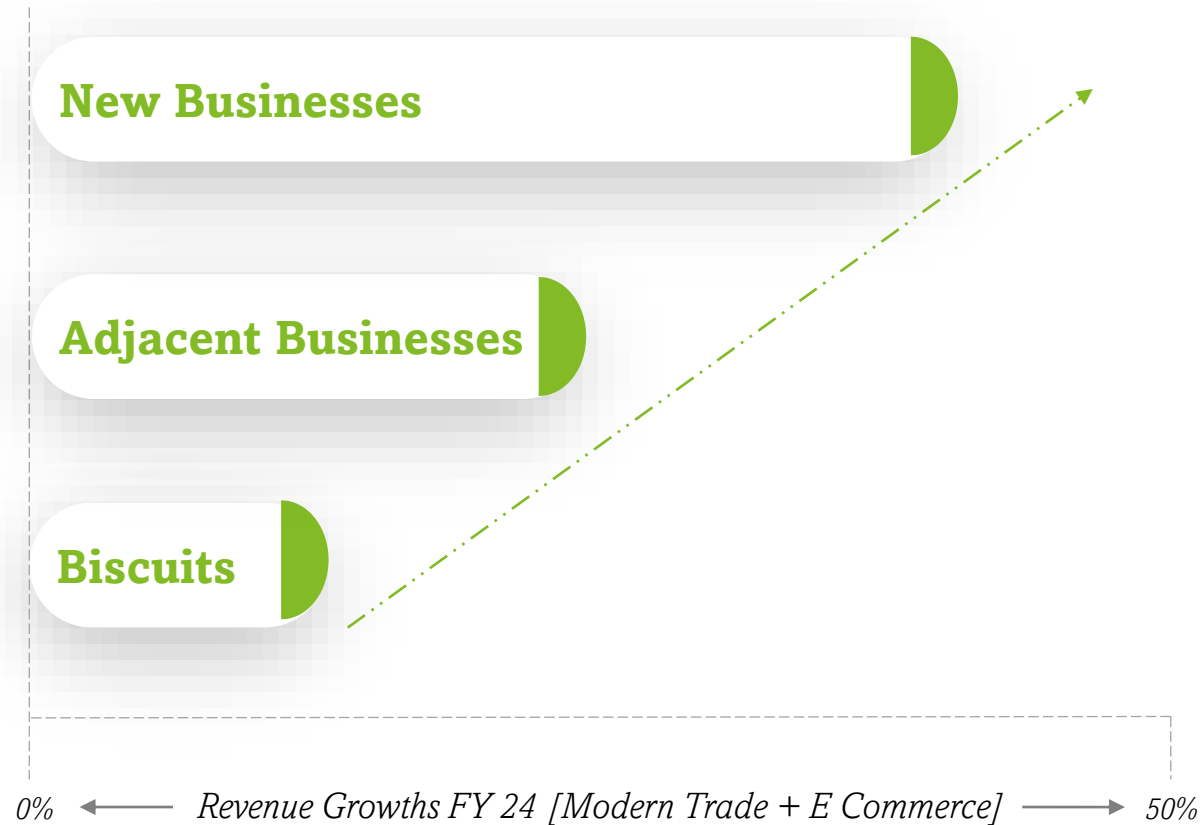 New Businesses
Adjacent Businesses
Biscuits
0% Revenue Growths FY 24 [Modern Trade + E Commerce] 50%